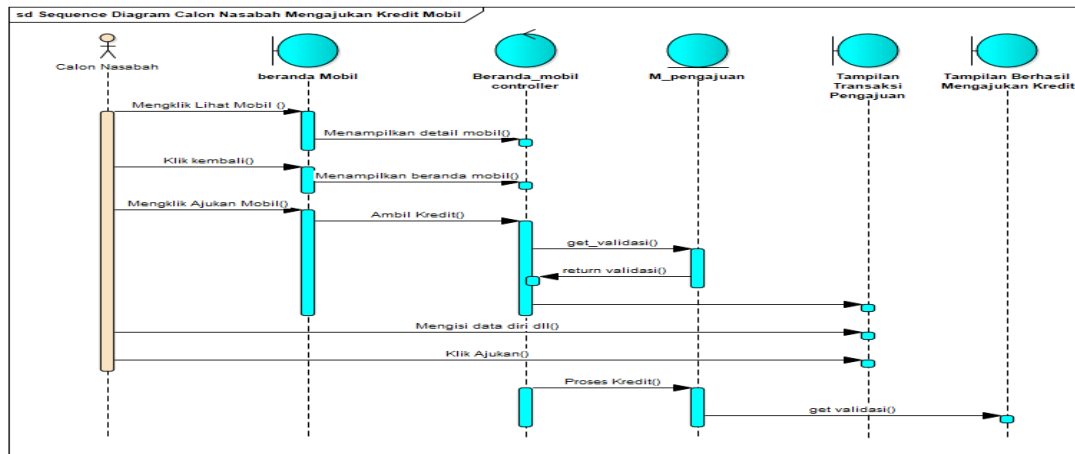 sd Sequence Diagram Calon Nasabah Mengajukan Kredit Mobil
Calon Nasabah
beranda Mobil
Beranda_mobil
controller
M_pengajuan
Tampilan
Transaksi
Pengajuan
Tampilan Berhasil
Mengajukan Kredit
Mengklik Lihat Mobil ()
Menampilkan detail mobil()
Klik kembali()
Menampilkan beranda mobil()
Mengklik Ajukan Mobil()
Ambil Kredit()
get_validasi()
return validasi()
Mengisi data diri dll()
Klik Ajukan()
Proses Kredit()
get validasi()